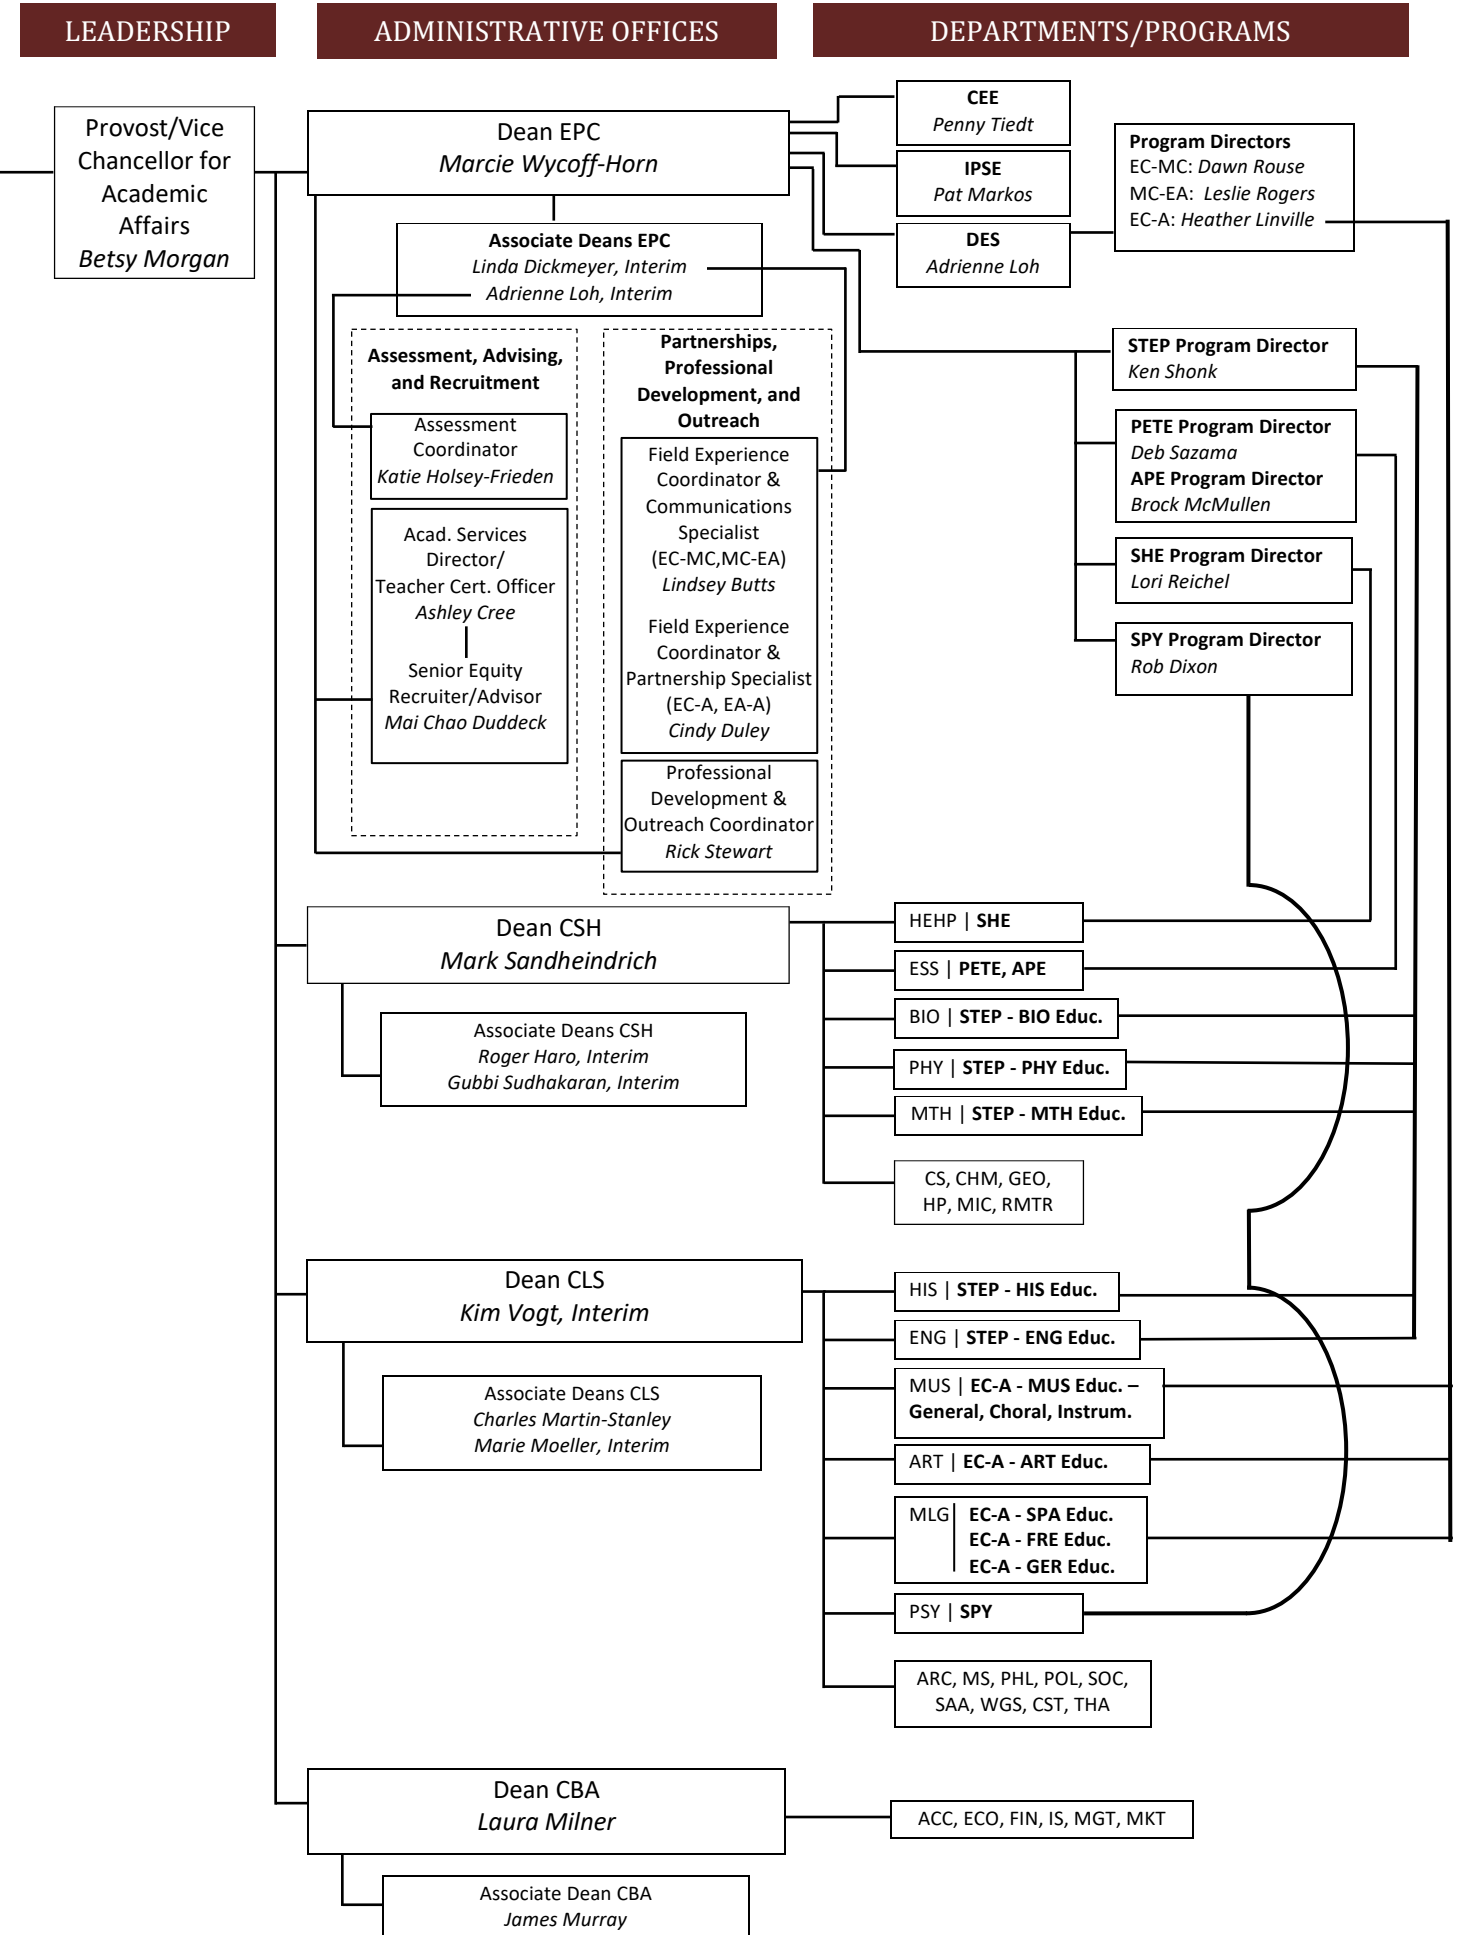 LEADERSHIP
ADMINISTRATIVE OFFICES
DEPARTMENTS/PROGRAMS
Provost/Vice
Chancellor for
Academic
Affairs
Betsy Morgan
Dean EPC
Marcie Wycoff-Horn
Associate Deans EPC
Linda Dickmeyer, Interim
Adrienne Loh, Interim
Assessment, Advising,
and Recruitment
Assessment
Coordinator
Katie Holsey-Frieden
Acad. Services
Director/
Teacher Cert. Officer
Ashley Cree
Senior Equity
Recruiter/Advisor
Mai Chao Duddeck
Partnerships,
Professional
Development, and
Outreach
Field Experience
Coordinator &
Communications
Specialist
(EC-MC,MC-EA)
Lindsey Butts
Field Experience
Coordinator &
Partnership Specialist
(EC-A, EA-A)
Cindy Duley
Professional
Development &
Outreach Coordinator
Rick Stewart
CEE
Penny Tiedt
IPSE
Pat Markos
DES
Adrienne Loh
Program Directors
EC-MC: Dawn Rouse
MC-EA: Leslie Rogers
EC-A: Heather Linville
STEP Program Director
Ken Shonk
PETE Program Director
Deb Sazama
APE Program Director
Brock McMullen
SHE Program Director
Lori Reichel
SPY Program Director
Rob Dixon
Dean CSH
Mark Sandheindrich
Associate Deans CSH
Roger Haro, Interim
Gubbi Sudhakaran, Interim
HEHP | SHE
ESS | PETE, APE
BIO | STEP - BIO Educ.
PHY | STEP - PHY Educ.
MTH | STEP - MTH Educ.
CS, CHM, GEO,
HP, MIC, RMTR
Dean CLS
Kim Vogt, Interim
Associate Deans CLS
Charles Martin-Stanley
Marie Moeller, Interim
HIS | STEP - HIS Educ.
ENG | STEP - ENG Educ.
MUS | EC-A - MUS Educ. –
General, Choral, Instrum.
ART | EC-A - ART Educ.
MLG EC-A - SPA Educ.
EC-A - FRE Educ.
EC-A - GER Educ.
PSY | SPY
ARC, MS, PHL, POL, SOC,
SAA, WGS, CST, THA
Dean CBA
Laura Milner
Associate Dean CBA
James Murray
ACC, ECO, FIN, IS, MGT, MKT